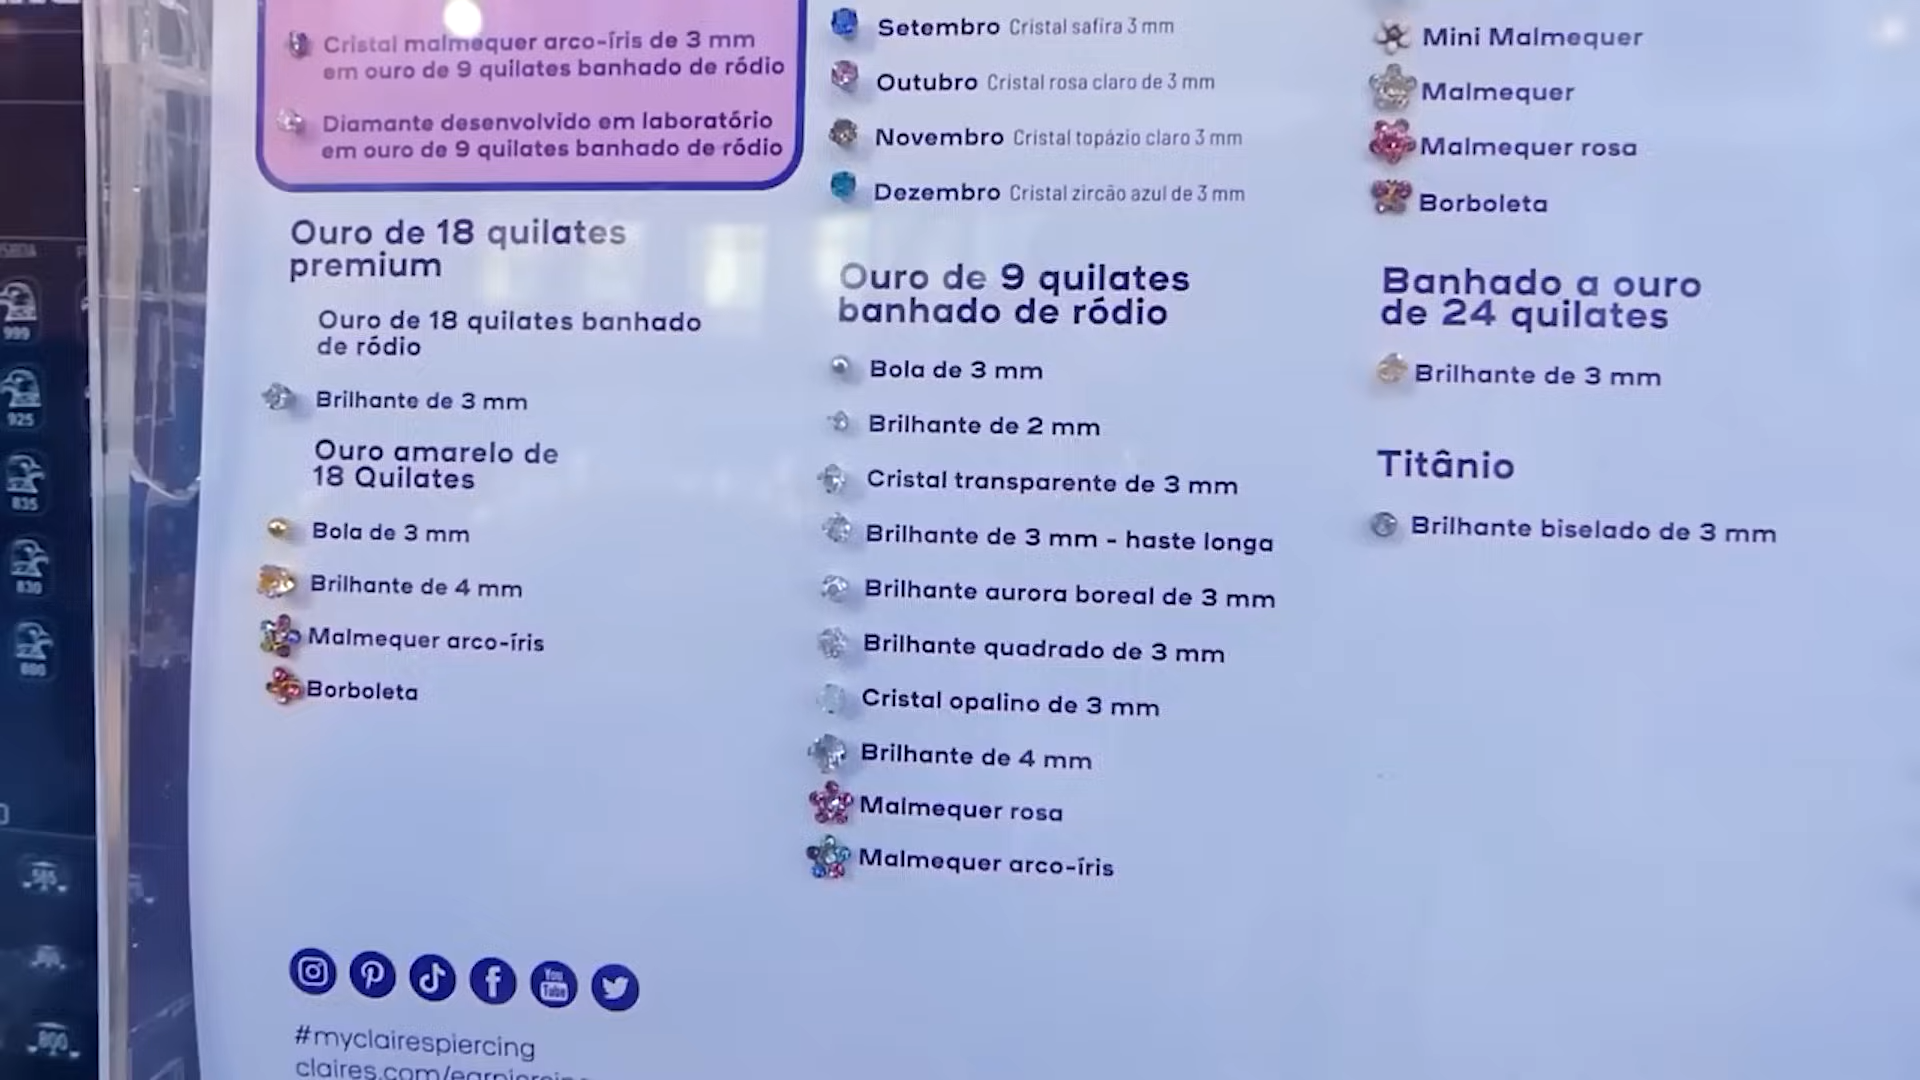 Cristal malmequer arco-íris de 3 mm
em ouro de 9 quilates banhado de ródio
Diamante desenvolvido em laboratório
em ouro de 9 quilates banhado de ródio
Ouro de 18 quilates
premium
Ouro de 18 quilates banhado
de ródio
Brilhante de 3 mm
Ouro amarelo de
18 Quilates
Bola de 3 mm
Brilhante de 4 mm
Malmequer arco-íris
Borboleta
#myclairespiercing
Setembro Cristal safira 3 mm
Outubro Cristal rosa claro de 3 mm
Novembro Cristal topázio claro 3 mm
Dezembro Cristal zircão azul de 3 mm
Ouro de 9 quilates
banhado de ródio
Bola de 3 mm
Brilhante de 2 mm
Cristal transparente de 3 mm
Brilhante de 3 mm - haste longa
Brilhante aurora boreal de 3 mm
Brilhante quadrado de 3 mm
Cristal opalino de 3 mm
Brilhante de 4 mm
Malmequer rosa
Malmequer arco-íris
Mini Malmequer
Malmequer
Malmequer rosa
Borboleta
Banhado a ouro
de 24 quilates
Brilhante de 3 mm
Titânio
Brilhante biselado de 3 mm
You
Tube
999
925
835
830
800
585
800